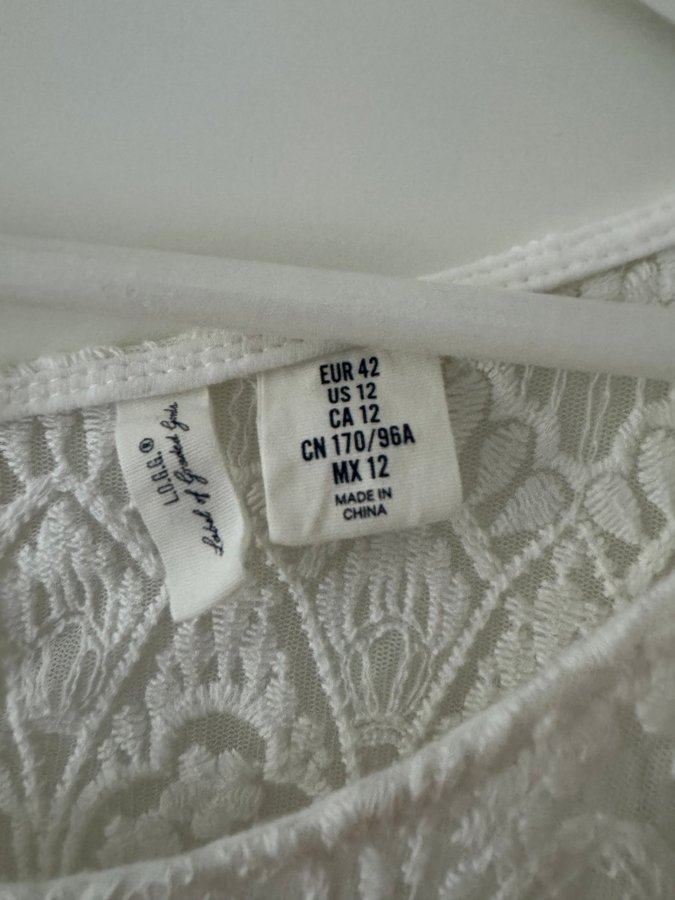 L.O.G.G.®
Label of Graded Goods
EUR 42
US 12
CA 12
CN 170/96A
MX 12
MADE IN
CHINA